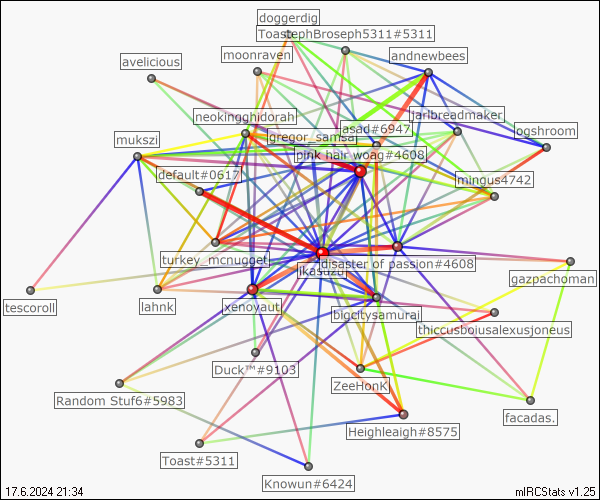 doggerdig
ToastephBroseph5311#5311
moonraven
andnewbees
avelicious
neokingghidorah
jarlbreadmaker
asad#6947
ogshroom
mukszi
gregor_samsa
pink hair woag#4608
default#0617
mingus4742
turkey_mcnugget
disaster of passion#4608
ikasuzu
gazpachoman
tescoroll
lahnk
xenoyaut
bigcitysamurai
thiccusboiusalexusjoneus
Duck™#9103
ZeeHonKi
Random Stuf6#5983
facadas.
Heighleaigh#8575
Toast#5311
Knowun#6424
17.6.2024 21:34
mIRCStats v1.25